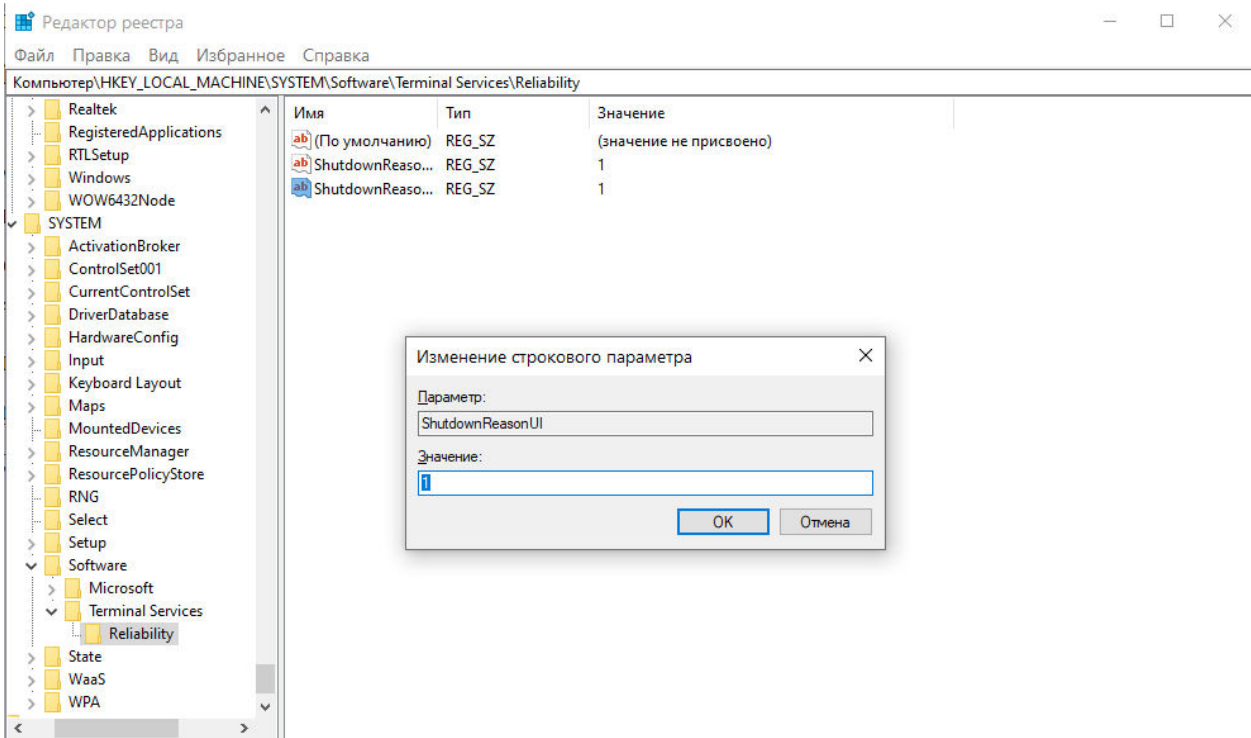 Редактор реестра
Файл Правка Вид Избранное Справка
Компьютер\HKEY_LOCAL_MACHINE\SYSTEM\Software\Terminal Services\Reliability
Realtek
RegisteredApplications
RTLSetup
Windows
WOW6432Node
SYSTEM
ActivationBroker
ControlSet001
CurrentControlSet
DriverDatabase
HardwareConfig
Input
Keyboard Layout
Maps
MountedDevices
ResourceManager
ResourcePolicyStore
RNG
Select
Setup
Software
Microsoft
Terminal Services
Reliability
State
WaaS
WPA
Имя Тип Значение
(По умолчанию) REG_SZ (значение не присвоено)
ShutdownReaso... REG_SZ 1
ShutdownReaso... REG_SZ 1
Изменение строкового параметра
Параметр:
ShutdownReasonUI
Значение:
1
OK Отмена